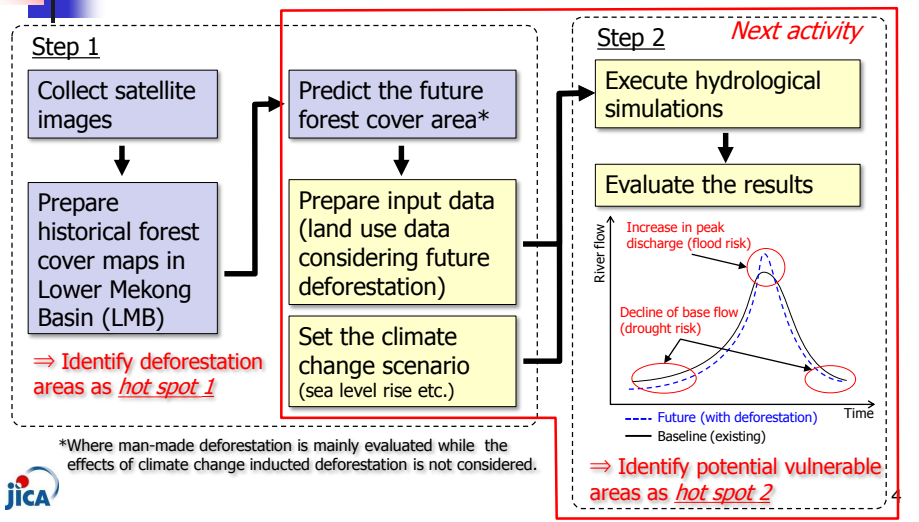 Step 1
Collect satellite
images
Prepare
historical forest
cover maps in
Lower Mekong
Basin (LMB)
⇒ Identify deforestation
areas as hot spot 1
Predict the future
forest cover area*
Prepare input data
(land use data
considering future
deforestation)
Set the climate
change scenario
(sea level rise etc.)
*Where man-made deforestation is mainly evaluated while the
effects of climate change inducted deforestation is not considered.
Next activity
Step 2
Execute hydrological
simulations
Evaluate the results
River flow
Increase in peak
discharge (flood risk)
Decline of base flow
(drought risk)
Time
Future (with deforestation)
Baseline (existing)
⇒ Identify potential vulnerable
areas as hot spot 2
jICA
4